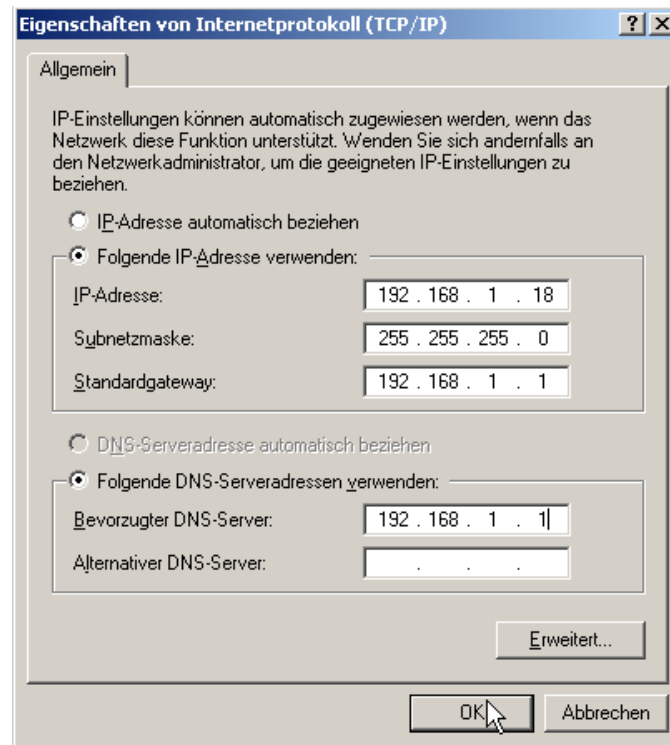 Eigenschaften von Internetprotokoll (TCP/IP)
Allgemein
IP-Einstellungen können automatisch zugewiesen werden, wenn das
Netzwerk diese Funktion unterstützt. Wenden Sie sich andernfalls an
den Netzwerkadministrator, um die geeigneten IP-Einstellungen zu
beziehen.
IP-Adresse automatisch beziehen
Folgende IP-Adresse verwenden:
IP-Adresse: 192 . 168 . 1 . 18
Subnetzmaske: 255 . 255 . 255 . 0
Standardgateway: 192 . 168 . 1 . 1
DNS-Serveradresse automatisch beziehen
Folgende DNS-Serveradressen verwenden:
Bevorzugter DNS-Server: 192 . 168 . 1 . 1
Alternativer DNS-Server: . . .
Erweitert...
OK Abbrechen